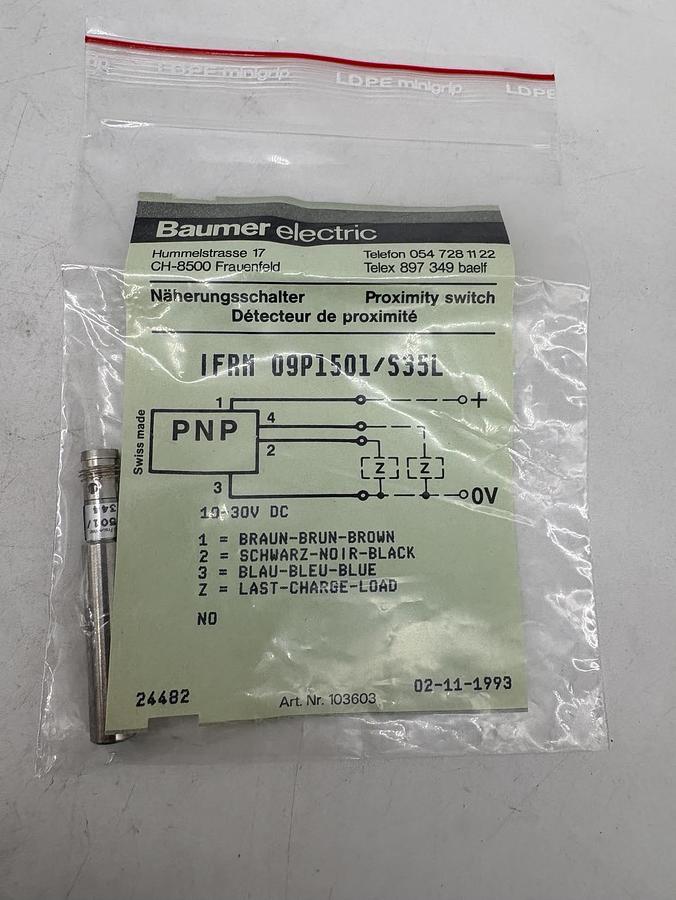 LDPE minigrip LDPE minigrip LDPE
Baumer electric
Hummelstrasse 17 Telefon 054 728 11 22
CH-8500 Frauenfeld Telex 897 349 baelf
Näherungsschalter Proximity switch
Détecteur de proximité
IFRM 09P1501/S35L
Swiss made
1 +
PNP 4
2 Z Z
3 0V
10-30V DC
1 = BRAUN-BRUN-BROWN
2 = SCHWARZ-NOIR-BLACK
3 = BLAU-BLEU-BLUE
Z = LAST-CHARGE-LOAD
NO
24482 Art. Nr. 103603 02-11-1993